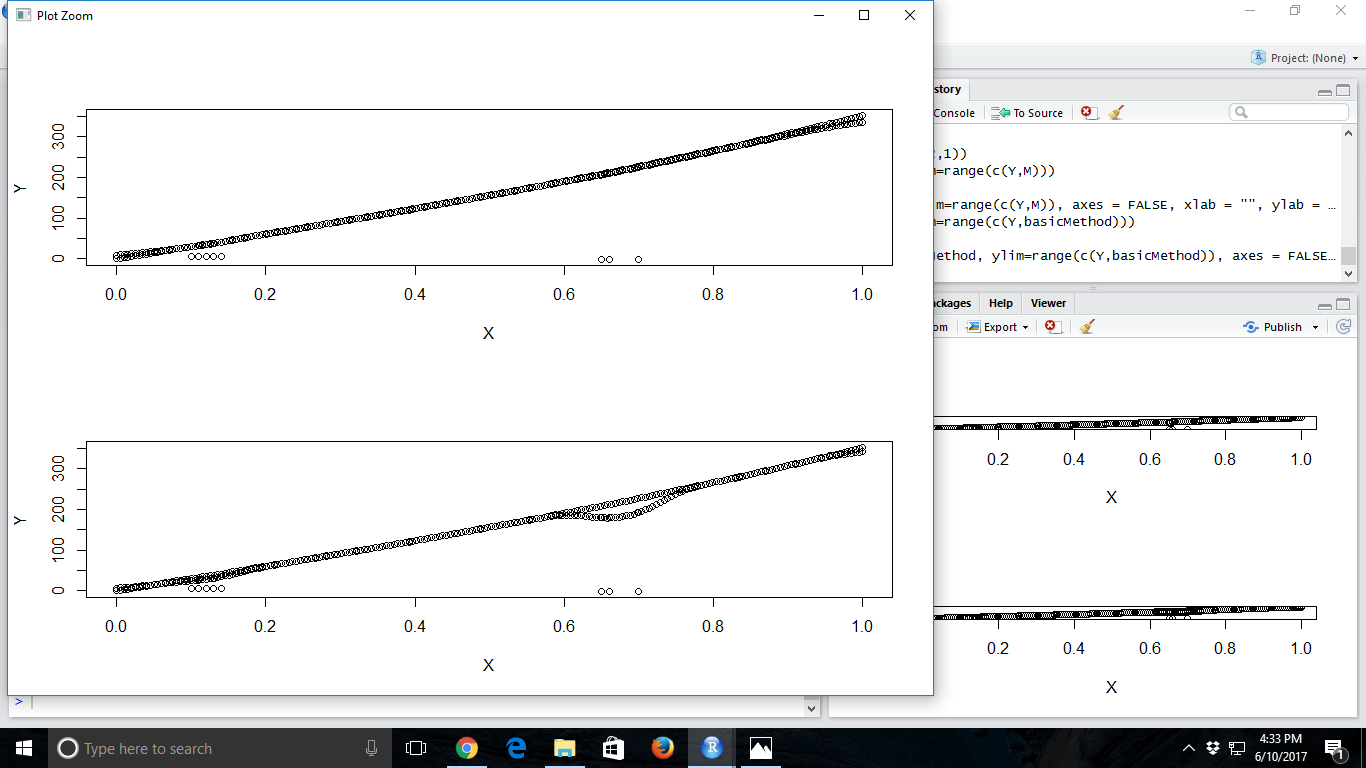 Plot Zoom
Y
0 100 200 300
0.0 0.2 0.4 0.6 0.8 1.0
X
Y
0 100 200 300
0.0 0.2 0.4 0.6 0.8 1.0
X
Project: (None)
story
Console To Source
,1))
=range(c(Y,M)))
m=range(c(Y,M)), axes = FALSE, xlab = "", ylab = …
=range(c(Y,basicMethod)))
Method, ylim=range(c(Y,basicMethod)), axes = FALSE…
ckages Help Viewer
om Export Publish
0.2 0.4 0.6 0.8 1.0
X
0.2 0.4 0.6 0.8 1.0
X
>
Type here to search
4:33 PM
6/10/2017
1